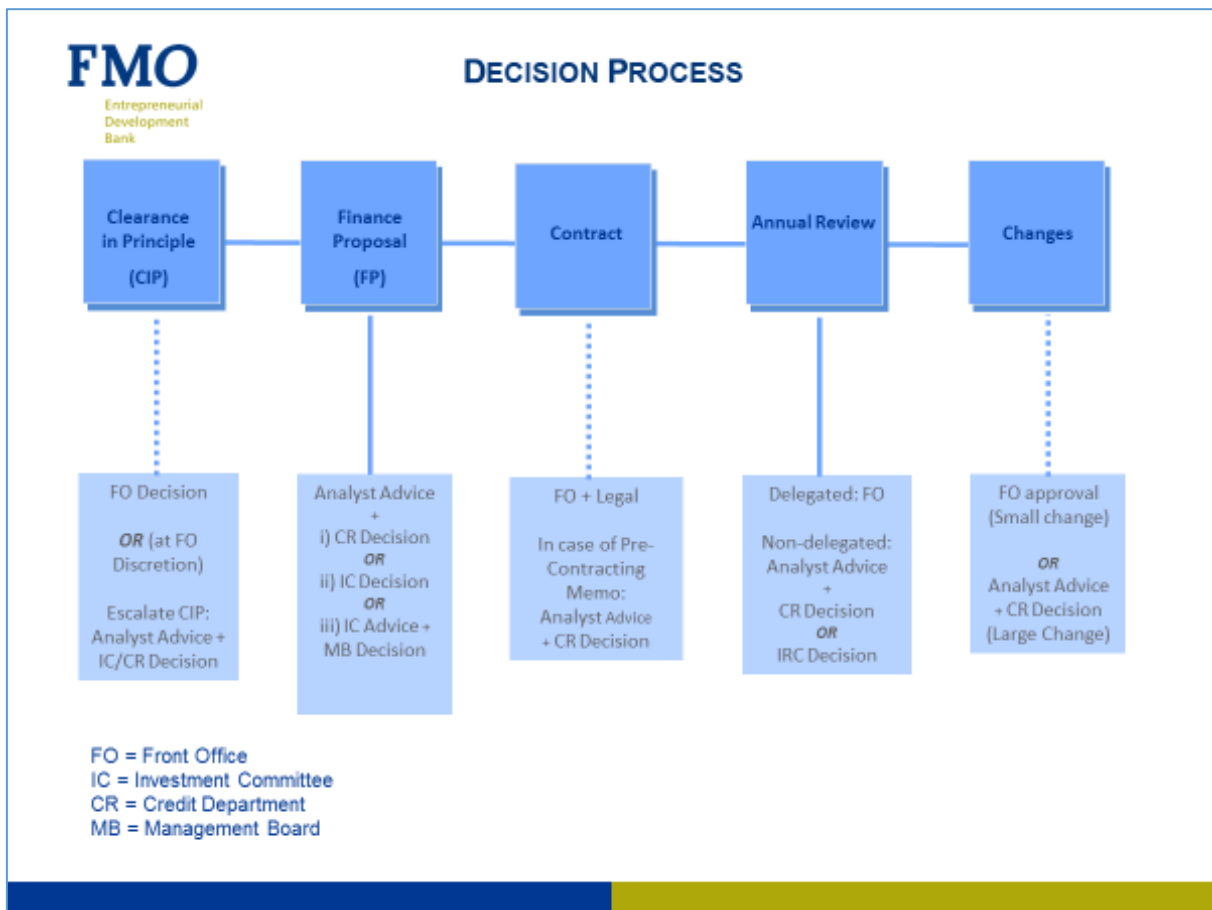 FMO
Entrepreneurial
Development
Bank
DECISION PROCESS
Clearance
in Principle
(CIP)
Finance
Proposal
(FP)
Contract
Annual Review
Changes
FO Decision
OR (at FO
Discretion)
Escalate CIP:
Analyst Advice +
IC/CR Decision
Analyst Advice
+
i) CR Decision
OR
ii) IC Decision
OR
iii) IC Advice +
MB Decision
FO + Legal
In case of Pre-
Contracting
Memo:
Analyst Advice
+ CR Decision
Delegated: FO
Non-delegated:
Analyst Advice
+
CR Decision
OR
IRC Decision
FO approval
(Small change)
OR
Analyst Advice
+ CR Decision
(Large Change)
FO = Front Office
IC = Investment Committee
CR = Credit Department
MB = Management Board